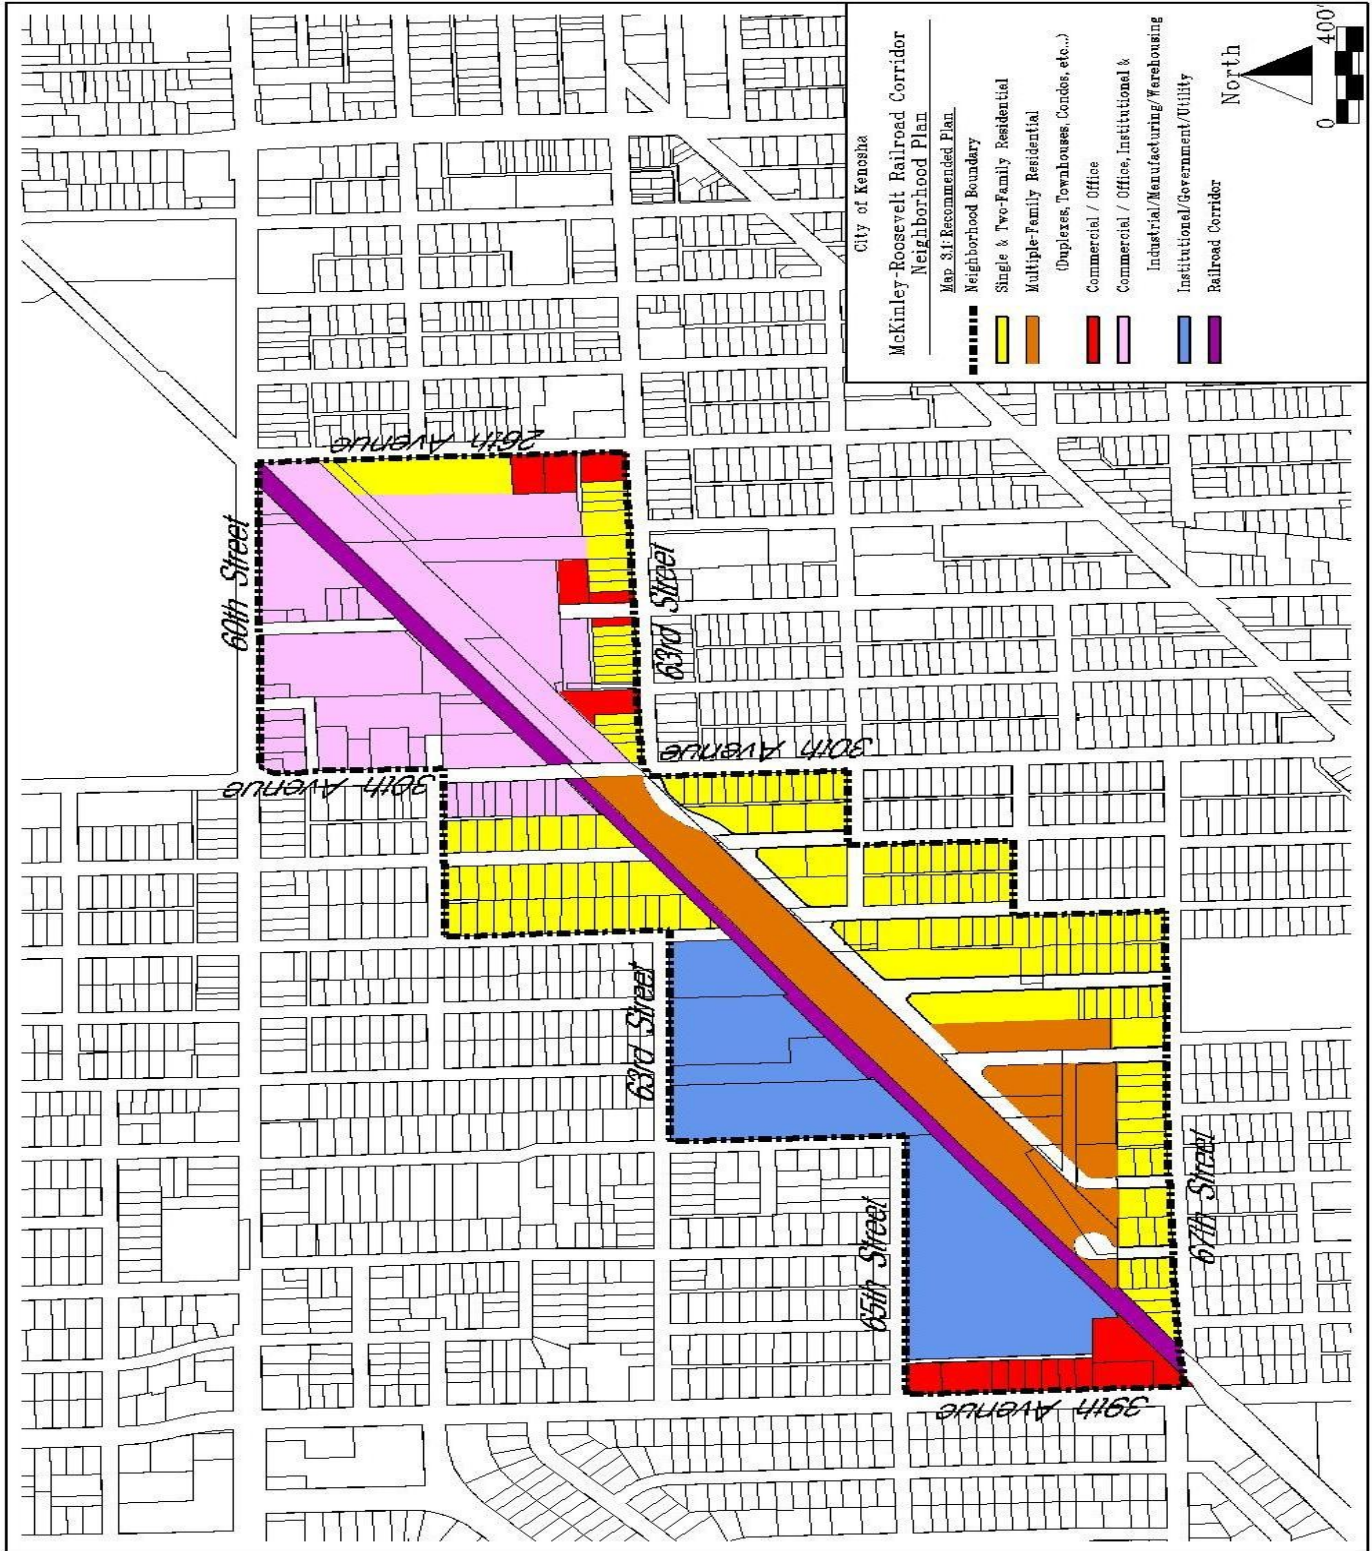 City of Kenosha
McKinley-Roosevelt Railroad Corridor
Neighborhood Plan
Map 3.1: Recommended Plan
Neighborhood Boundary
Single & Two-Family Residential
Multiple-Family Residential
(Duplexes, Townhouses, Condos, etc...)
Commercial / Office
Commercial / Office, Institutional &
Industrial/Manufacturing/Warehousing
Institutional/Government/Utility
Railroad Corridor
North
0 400'
60th Street
26th Avenue
63rd Street
30th Avenue
30th Avenue
63rd Street
65th Street
67th Street
39th Avenue